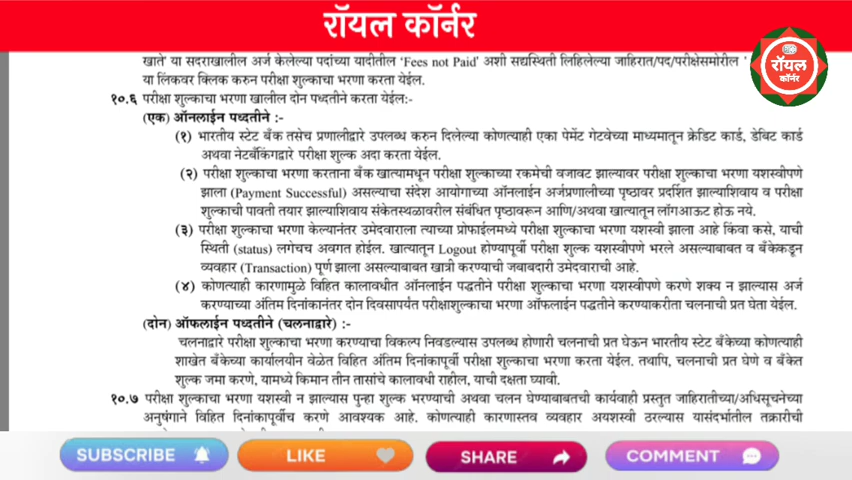 रॉयल कॉर्नर
रॉयल
कॉर्नर
खाते' या सदराखालील अर्ज केलेल्या पदांच्या यादीतील 'Fees not Paid' अशी सद्यस्थिती लिहिलेल्या जाहिरात/पद/परीक्षेसमोरील '
या लिंकवर क्लिक करुन परीक्षा शुल्काचा भरणा करता येईल.
१०.६ परीक्षा शुल्काचा भरणा खालील दोन पध्दतीने करता येईल:-
(एक) ऑनलाईन पध्दतीने :-
(१) भारतीय स्टेट बँक तसेच प्रणालीद्वारे उपलब्ध करुन दिलेल्या कोणत्याही एका पेमेंट गेटवेच्या माध्यमातून क्रेडिट कार्ड, डेबिट कार्ड
अथवा नेटबँकिंगद्वारे परीक्षा शुल्क अदा करता येईल.
(२) परीक्षा शुल्काचा भरणा करताना बँक खात्यामधून परीक्षा शुल्काच्या रकमेची वजावट झाल्यावर परीक्षा शुल्काचा भरणा यशस्वीपणे
झाला (Payment Successful) असल्याचा संदेश आयोगाच्या ऑनलाईन अर्जप्रणालीच्या पृष्ठावर प्रदर्शित झाल्याशिवाय व परीक्षा
शुल्काची पावती तयार झाल्याशिवाय संकेतस्थळावरील संबंधित पृष्ठावरून आणि/अथवा खात्यातून लॉगआऊट होऊ नये.
(३) परीक्षा शुल्काचा भरणा केल्यानंतर उमेदवाराला त्याच्या प्रोफाईलमध्ये परीक्षा शुल्काचा भरणा यशस्वी झाला आहे किंवा कसे, याची
स्थिती (status) लगेचच अवगत होईल. खात्यातून Logout होण्यापूर्वी परीक्षा शुल्क यशस्वीपणे भरले असल्याबाबत व बँकेकडून
व्यवहार (Transaction) पूर्ण झाला असल्याबाबत खात्री करण्याची जबाबदारी उमेदवाराची आहे.
(४) कोणत्याही कारणामुळे विहित कालावधीत ऑनलाईन पद्धतीने परीक्षा शुल्काचा भरणा यशस्वीपणे करणे शक्य न झाल्यास अर्ज
करण्याच्या अंतिम दिनांकानंतर दोन दिवसापर्यंत परीक्षाशुल्काचा भरणा ऑफलाईन पद्धतीने करण्याकरीता चलनाची प्रत घेता येईल.
(दोन) ऑफलाईन पध्दतीने (चलनाद्वारे) :-
चलनाद्वारे परीक्षा शुल्काचा भरणा करण्याचा विकल्प निवडल्यास उपलब्ध होणारी चलनाची प्रत घेऊन भारतीय स्टेट बँकेच्या कोणत्याही
शाखेत बँकेच्या कार्यालयीन वेळेत विहित अंतिम दिनांकापूर्वी परीक्षा शुल्काचा भरणा करता येईल. तथापि, चलनाची प्रत घेणे व बँकेत
शुल्क जमा करणे, यामध्ये किमान तीन तासांचे कालावधी राहील, याची दक्षता घ्यावी.
१०.७ परीक्षा शुल्काचा भरणा यशस्वी न झाल्यास पुन्हा शुल्क भरण्याची अथवा चलन घेण्याबाबतची कार्यवाही प्रस्तुत जाहिरातीच्या/अधिसूचनेच्या
अनुषंगाने विहित दिनांकापूर्वीच करणे आवश्यक आहे. कोणत्याही कारणास्तव व्यवहार अयशस्वी ठरल्यास यासंदर्भातील तक्रारीची
SUBSCRIBE LIKE SHARE COMMENT